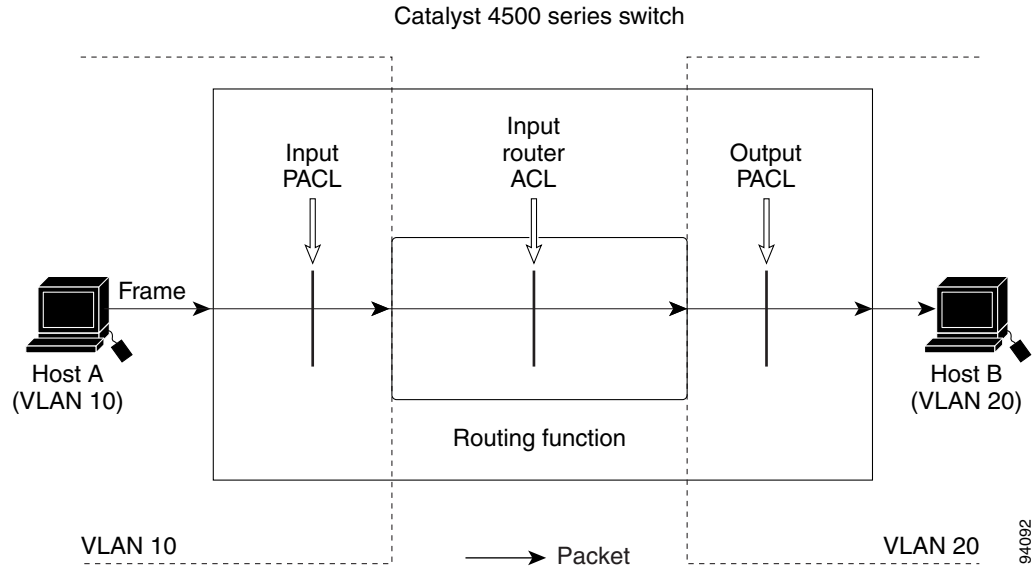 Catalyst 4500 series switch
Input
PACL
Input
router
ACL
Output
PACL
Frame
Host A
(VLAN 10)
Host B
(VLAN 20)
Routing function
VLAN 10
Packet
VLAN 20
94092